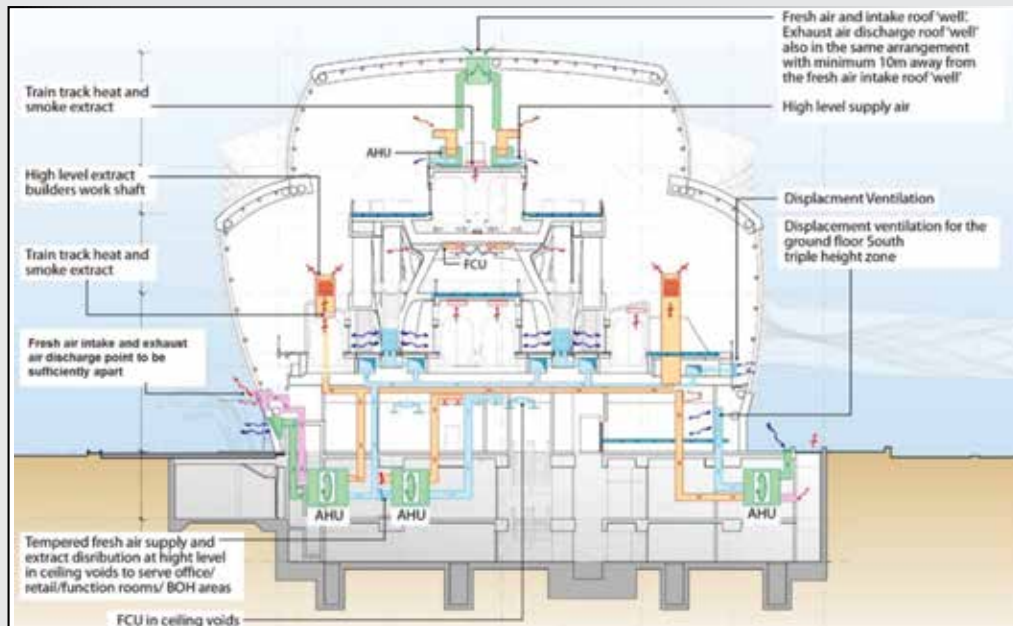 Fresh air and intake roof 'well'.
Exhaust air discharge roof 'well'
also in the same arrangement
with minimum 10m away from
the fresh air intake roof 'well'
Train track heat and
smoke extract
High level supply air
AHU
High level extract
builders work shaft
Displacment Ventilation
Displacement ventilation for the
ground floor South
triple height zone
Train track heat and
smoke extract
FCU
Fresh air intake and exhaust
air discharge point to be
sufficiently apart
AHU
AHU
AHU
Tempered fresh air supply and
extract disribution at hight level
in ceiling voids to serve office/
retail/function rooms/ BOH areas
FCU in ceiling voids